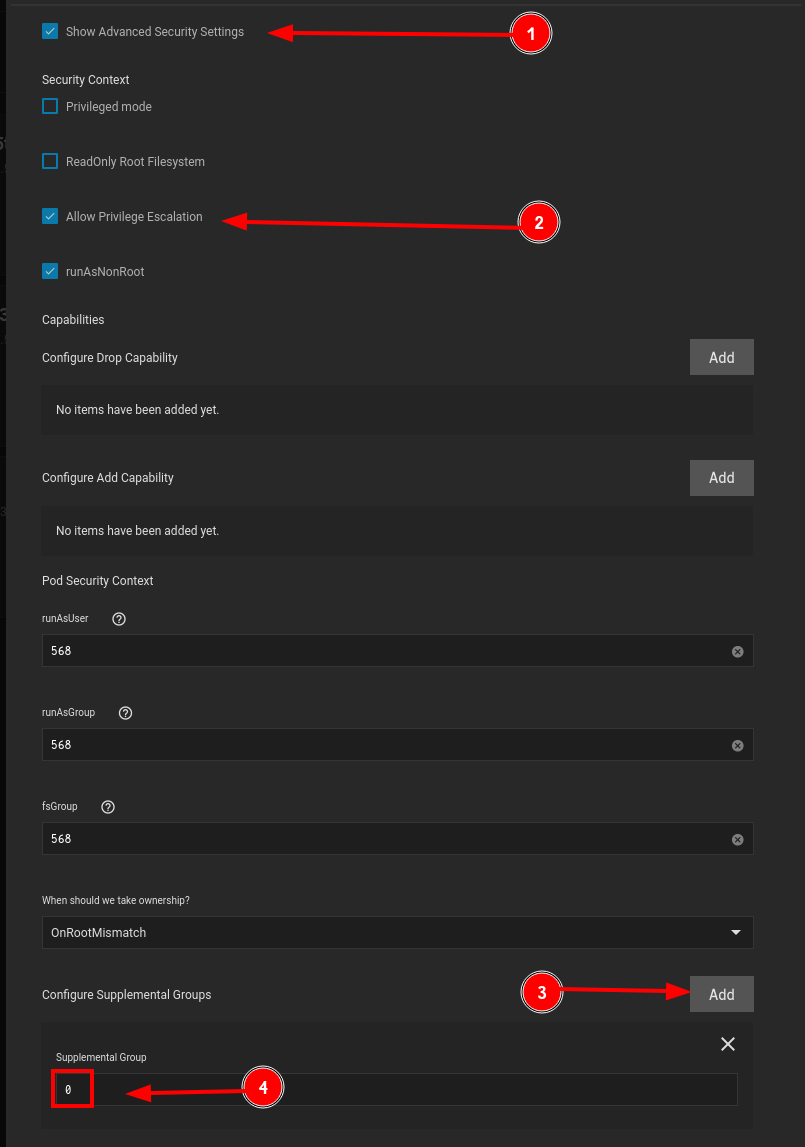 Show Advanced Security Settings
1
Security Context
Privileged mode
ReadOnly Root Filesystem
Allow Privilege Escalation
2
runAsNonRoot
Capabilities
Configure Drop Capability
Add
No items have been added yet.
Configure Add Capability
Add
No items have been added yet.
Pod Security Context
runAsUser
568
runAsGroup
568
fsGroup
568
When should we take ownership?
OnRootMismatch
Configure Supplemental Groups
3
Add
Supplemental Group
0
4